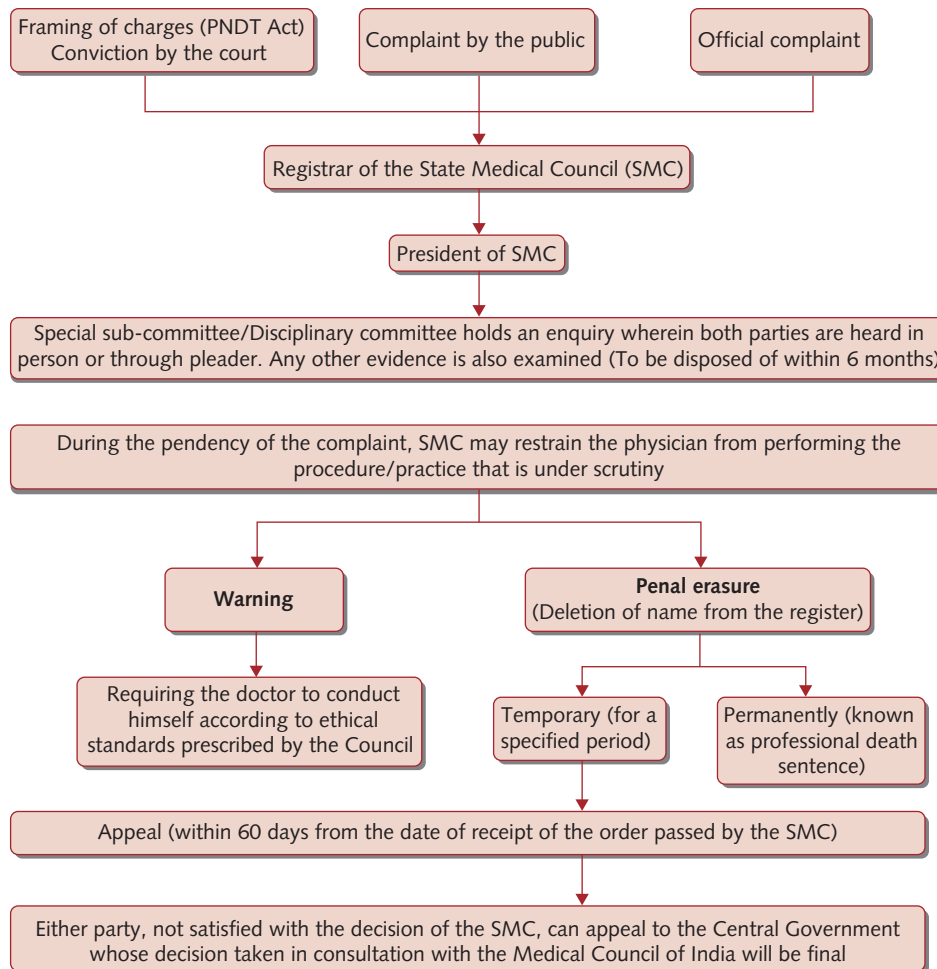 Framing of charges (PNDT Act)
Conviction by the court
Complaint by the public
Official complaint
Registrar of the State Medical Council (SMC)
President of SMC
Special sub-committee/Disciplinary committee holds an enquiry wherein both parties are heard in
person or through pleader. Any other evidence is also examined (To be disposed of within 6 months)
During the pendency of the complaint, SMC may restrain the physician from performing the
procedure/practice that is under scrutiny
Warning
Penal erasure
(Deletion of name from the register)
Requiring the doctor to conduct
himself according to ethical
standards prescribed by the Council
Temporary (for a
specified period)
Permanently (known
as professional death
sentence)
Appeal (within 60 days from the date of receipt of the order passed by the SMC)
Either party, not satisfied with the decision of the SMC, can appeal to the Central Government
whose decision taken in consultation with the Medical Council of India will be final